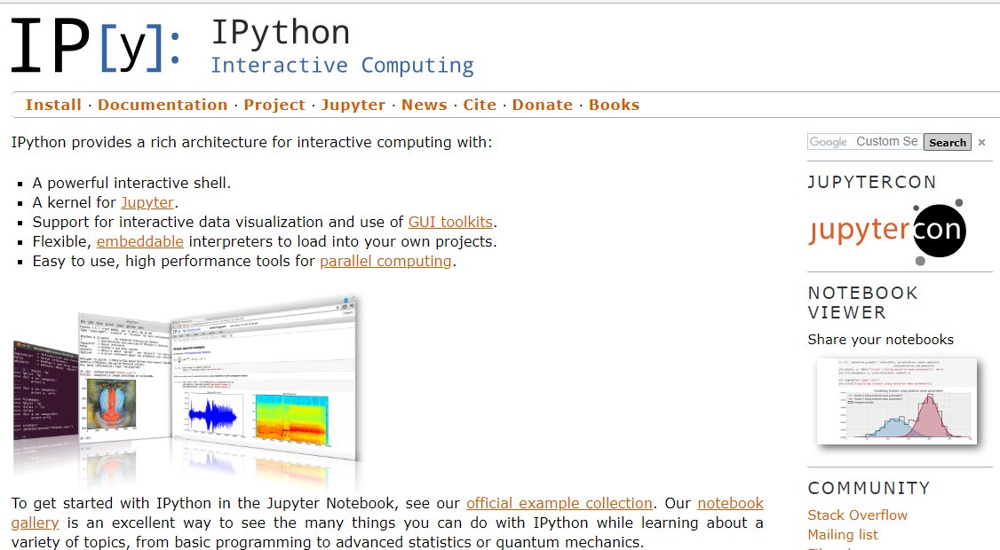 IP[y]:
IPython
Interactive Computing
Install · Documentation · Project · Jupyter · News · Cite · Donate · Books
IPython provides a rich architecture for interactive computing with:
A powerful interactive shell.
A kernel for Jupyter.
Support for interactive data visualization and use of GUI toolkits.
Flexible, embeddable interpreters to load into your own projects.
Easy to use, high performance tools for parallel computing.
To get started with IPython in the Jupyter Notebook, see our official example collection. Our notebook
gallery is an excellent way to see the many things you can do with IPython while learning about a
variety of topics, from basic programming to advanced statistics or quantum mechanics.
Google Custom Se Search ×
JUPYTERCON
jupytercon
NOTEBOOK
VIEWER
Share your notebooks
COMMUNITY
Stack Overflow
Mailing list